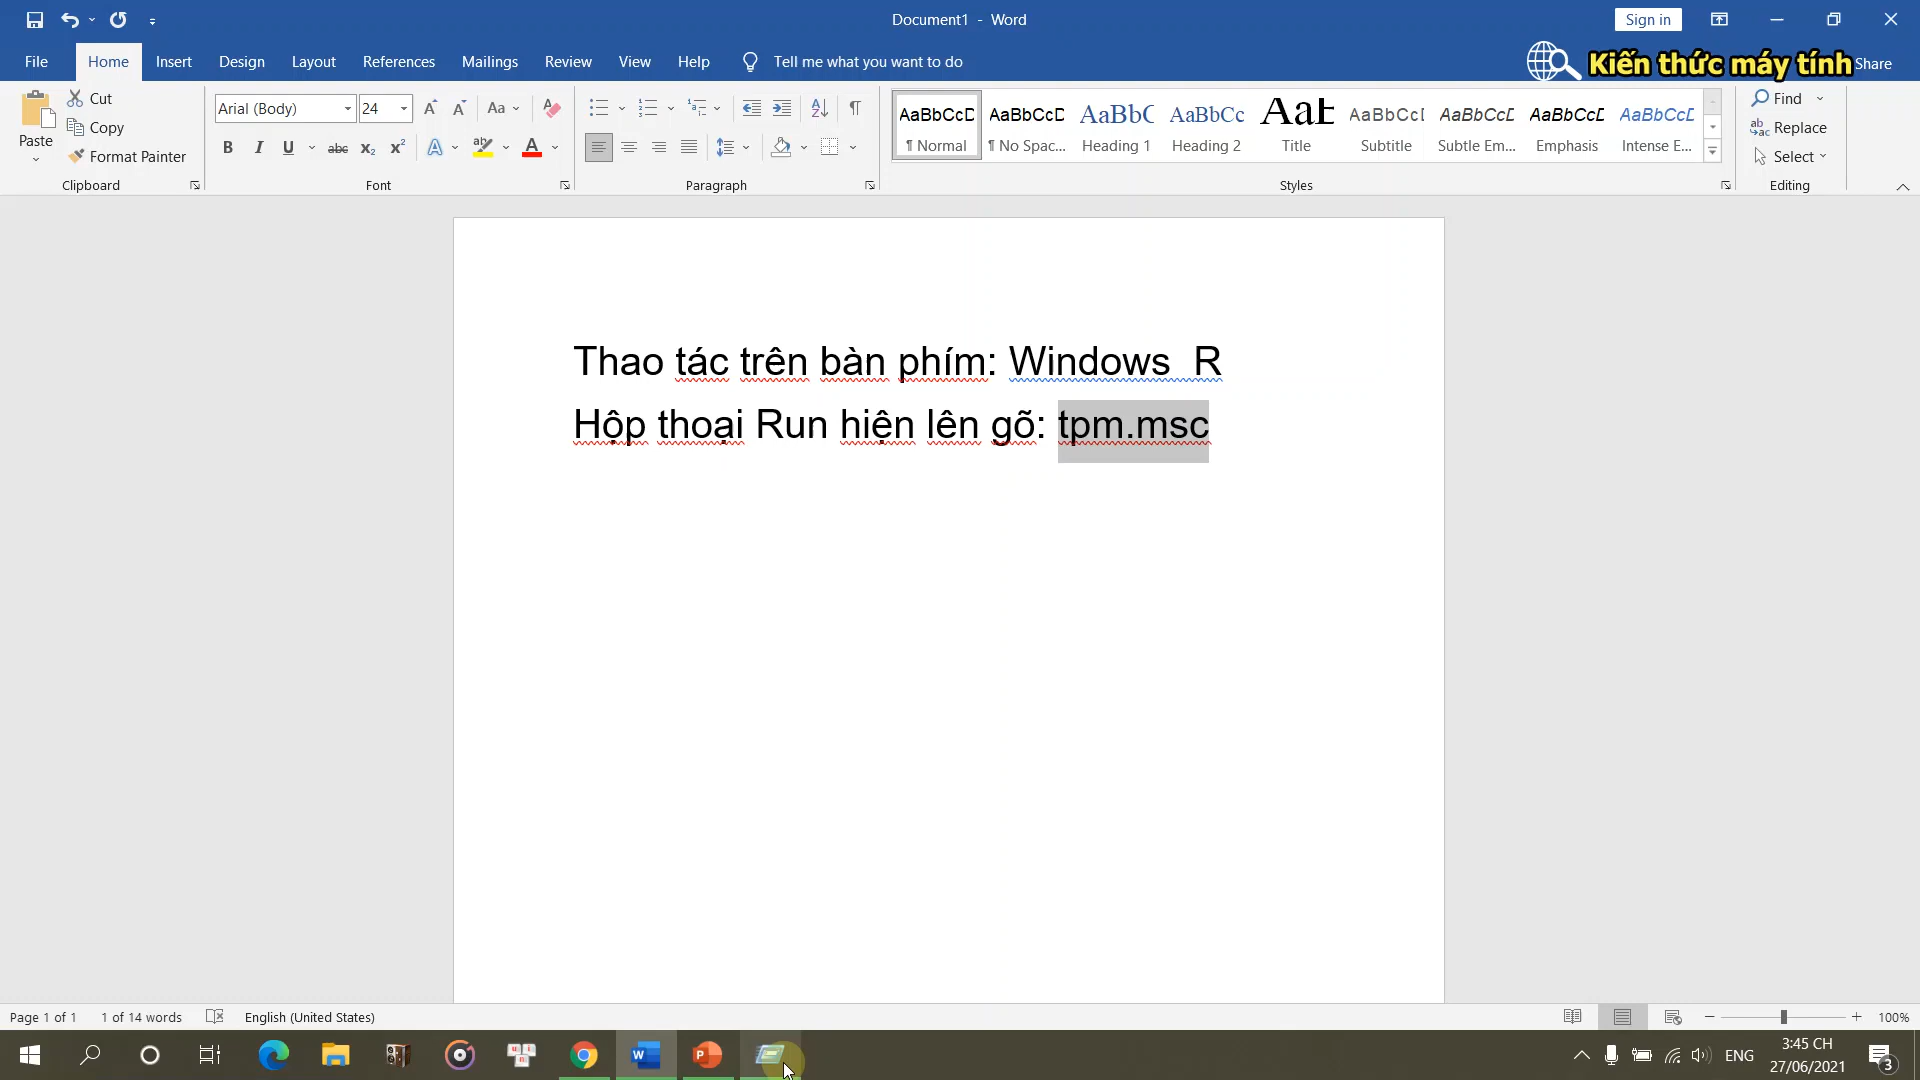 Document1 - Word
Sign in
File Home Insert Design Layout References Mailings Review View Help Tell me what you want to do
Kiến thức máy tính
Share
Paste
Cut
Copy
Format Painter
Clipboard
Arial (Body) 24
Font
Paragraph
AaBbCcD AaBbCcD AaBbC AaBbCc AaB AaBbCcD AaBbCcD AaBbCcD AaBbCcD
¶ Normal ¶ No Spac... Heading 1 Heading 2 Title Subtitle Subtle Em... Emphasis Intense E...
Styles
Find
Replace
Select
Editing
Thao tác trên bàn phím: Windows R
Hộp thoại Run hiện lên gõ: tpm.msc
Page 1 of 1 1 of 14 words English (United States)
100%
ENG
3:45 CH
27/06/2021
3